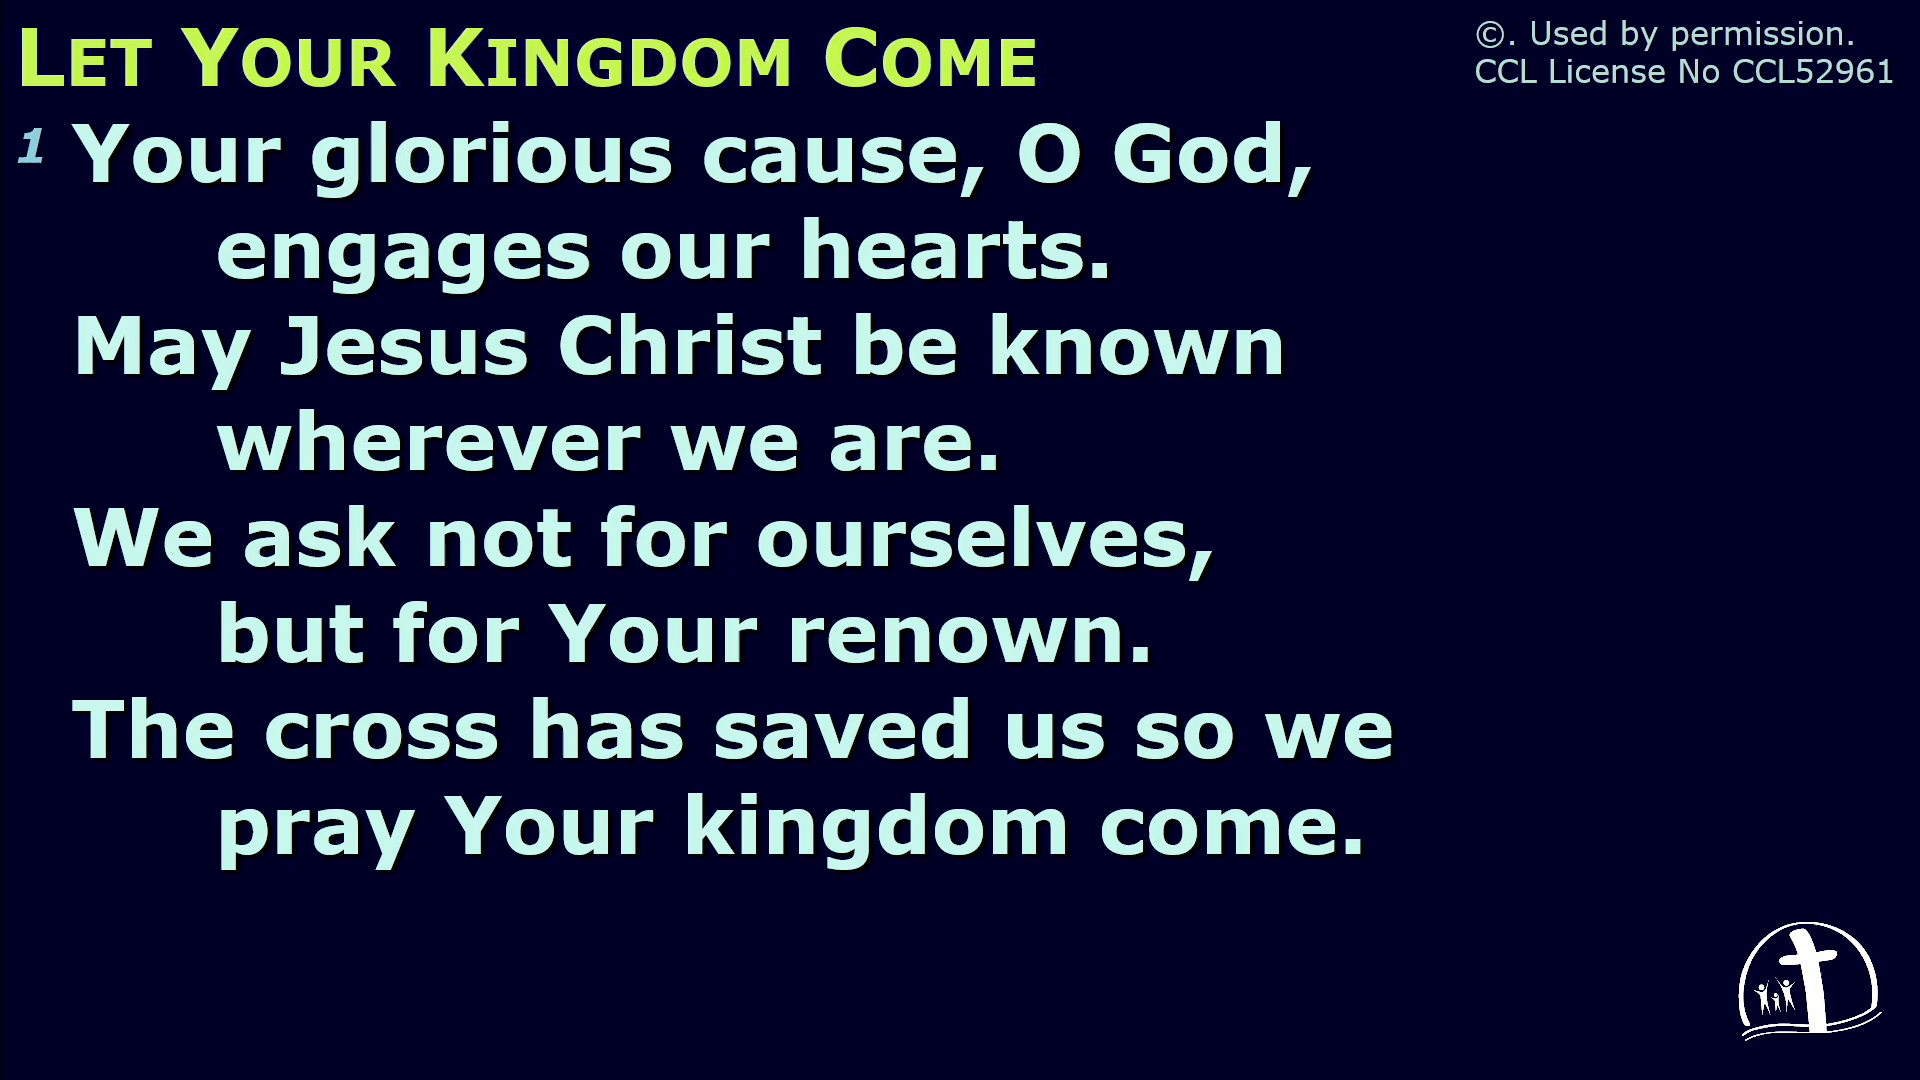 LET YOUR KINGDOM COME
©. Used by permission.
CCL License No CCL52961
1 Your glorious cause, O God,
engages our hearts.
May Jesus Christ be known
wherever we are.
We ask not for ourselves,
but for Your renown.
The cross has saved us so we
pray Your kingdom come.